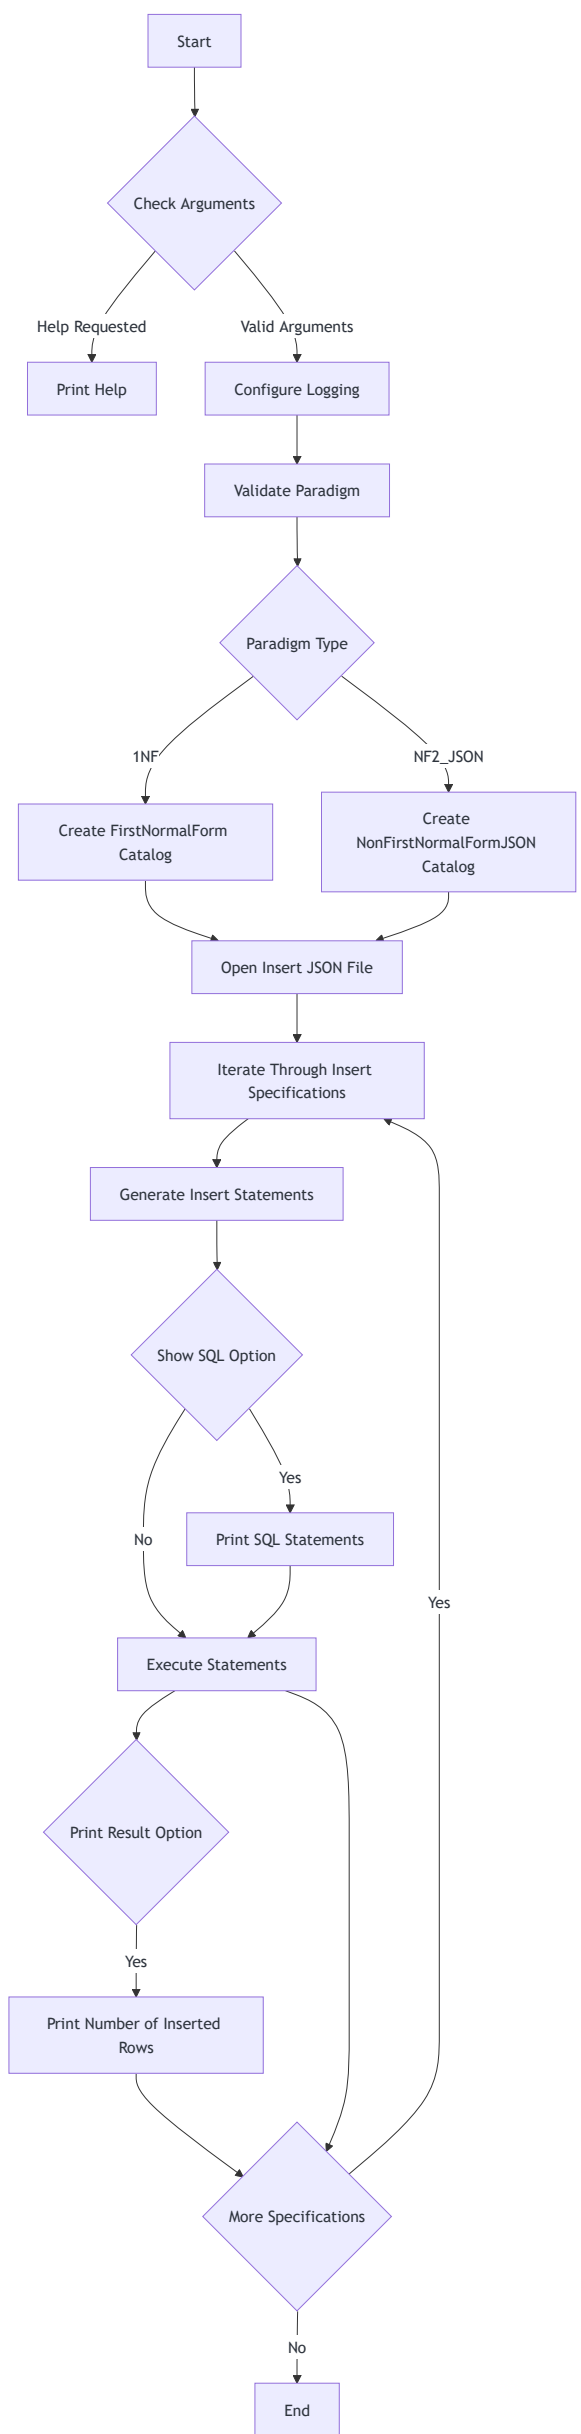 Start
Check Arguments
Help Requested
Valid Arguments
Print Help
Configure Logging
Validate Paradigm
Paradigm Type
1NF
NF2_JSON
Create FirstNormalForm
Catalog
Create
NonFirstNormalFormJSON
Catalog
Open Insert JSON File
Iterate Through Insert
Specifications
Generate Insert Statements
Show SQL Option
Yes
No
Print SQL Statements
Yes
Execute Statements
Print Result Option
Yes
Print Number of Inserted
Rows
More Specifications
No
End